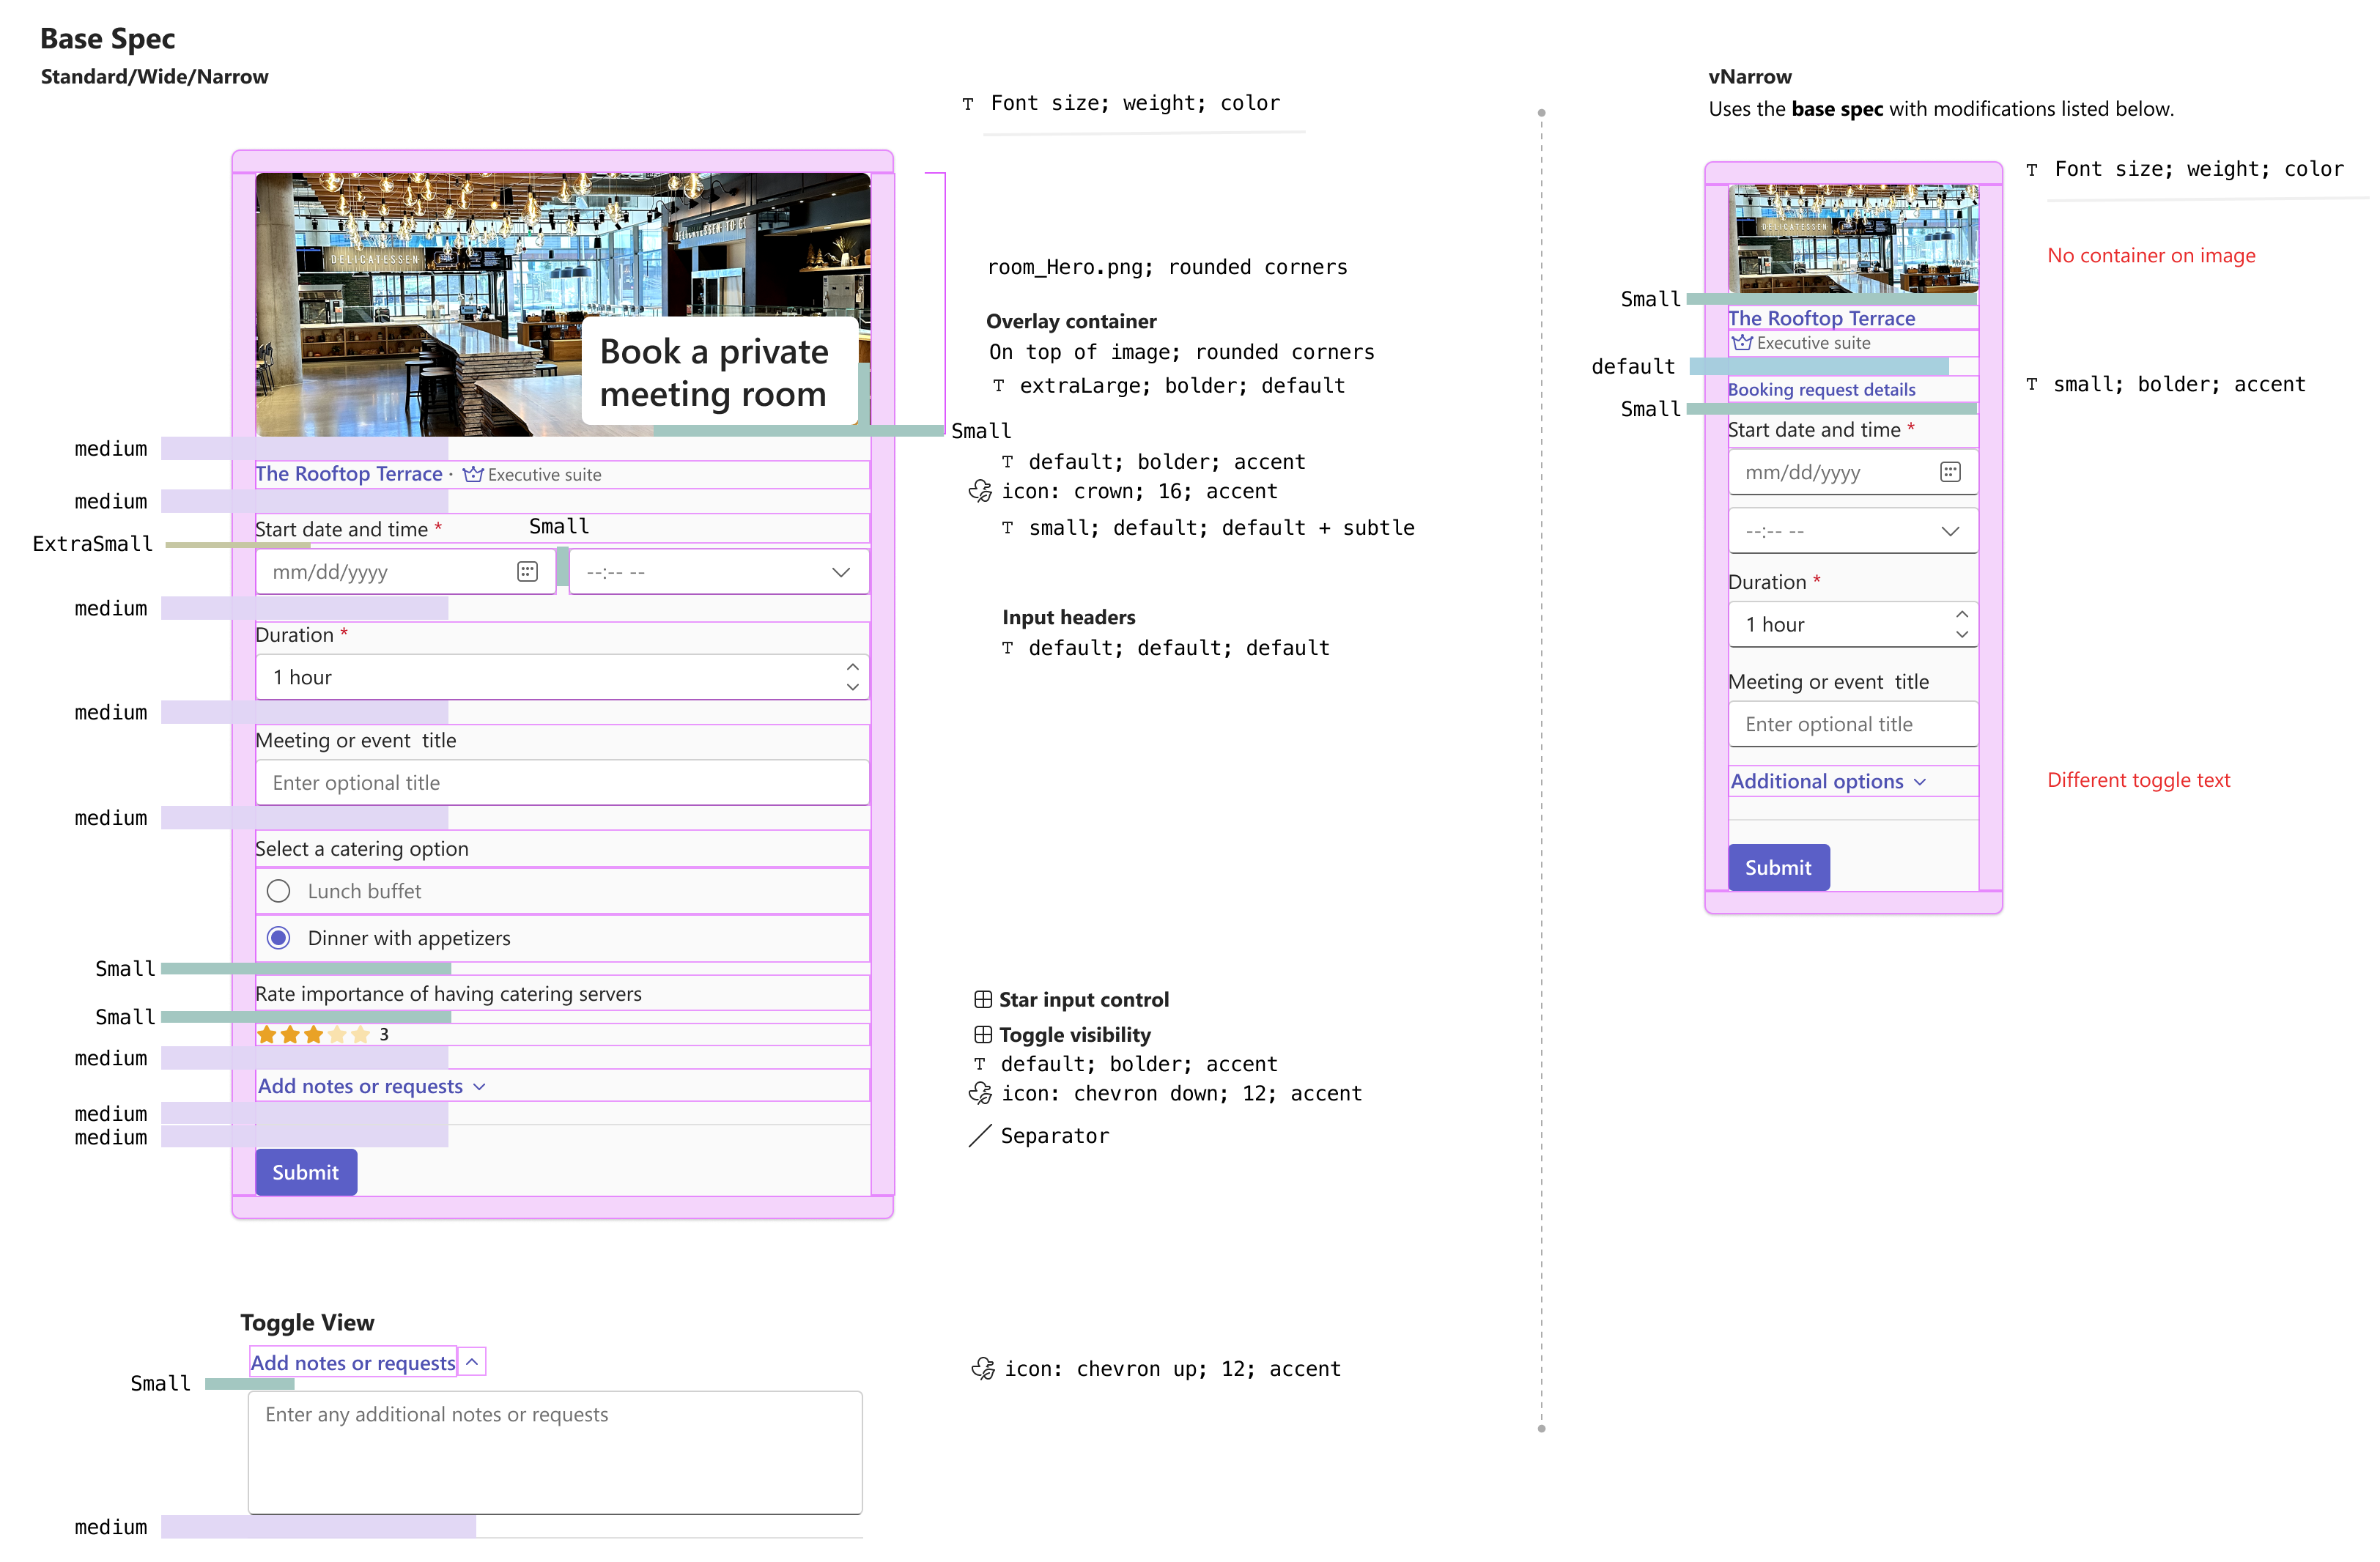 Base Spec
Standard/Wide/Narrow
T Font size; weight; color
DELICATESSEN
DELICATESSEN TO G
room_Hero.png; rounded corners
Overlay container
On top of image; rounded corners
T extraLarge; bolder; default
Book a private
meeting room
Small
medium
The Rooftop Terrace · Executive suite
T default; bolder; accent
icon: crown; 16; accent
medium
Start date and time *
Small
T small; default; default + subtle
ExtraSmall
mm/dd/yyyy
--:-- --
medium
Input headers
Duration *
T default; default; default
1 hour
medium
Meeting or event  title
Enter optional title
medium
Select a catering option
Lunch buffet
Dinner with appetizers
Small
Rate importance of having catering servers
Star input control
Small
3
Toggle visibility
medium
T default; bolder; accent
Add notes or requests
icon: chevron down; 12; accent
medium
medium
Separator
Submit
Toggle View
Add notes or requests
icon: chevron up; 12; accent
Small
Enter any additional notes or requests
medium
vNarrow
Uses the base spec with modifications listed below.
T Font size; weight; color
DELICATESSEN
No container on image
Small
The Rooftop Terrace
Executive suite
default
T small; bolder; accent
Booking request details
Small
Start date and time *
mm/dd/yyyy
--:-- --
Duration *
1 hour
Meeting or event  title
Enter optional title
Additional options
Different toggle text
Submit